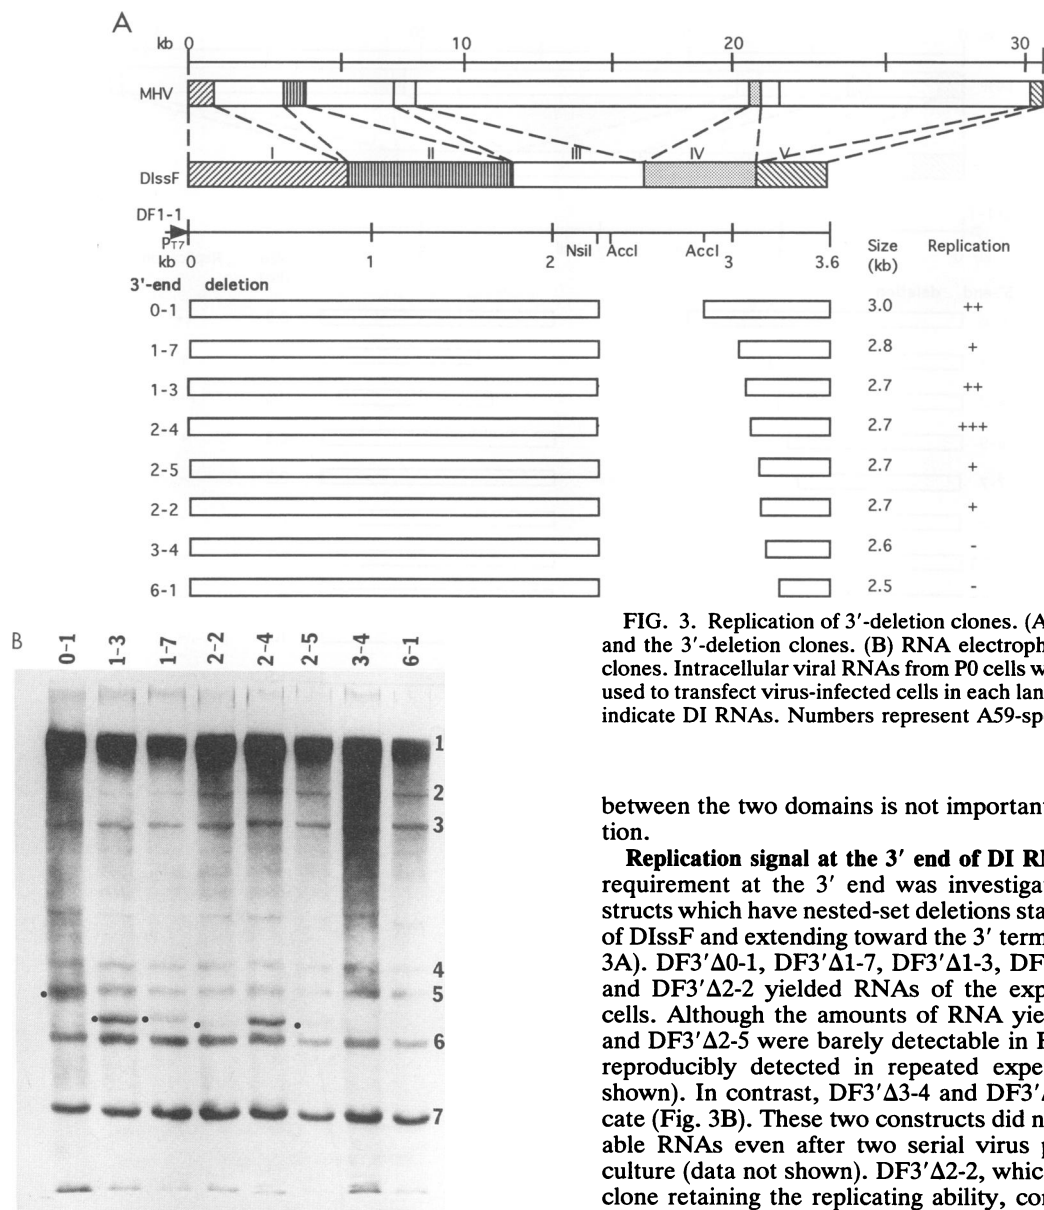 A
kb 0 10 20 30
MHV
I II III IV V
DIssF
DF1-1
PT7 NsiI AccI AccI Size Replication
kb 0 1 2 3 3.6 (kb)
3'-end deletion
0-1 3.0 ++
1-7 2.8 +
1-3 2.7 ++
2-4 2.7 +++
2-5 2.7 +
2-2 2.7 +
3-4 2.6 -
6-1 2.5 -
FIG. 3. Replication of 3'-deletion clones. (A
and the 3'-deletion clones. (B) RNA electroph
clones. Intracellular viral RNAs from P0 cells w
used to transfect virus-infected cells in each lan
indicate DI RNAs. Numbers represent A59-sp
B
0-1 1-3 1-7 2-2 2-4 2-5 3-4 6-1
1
2
3
4
5
6
7
between the two domains is not important
tion.
Replication signal at the 3' end of DI R
requirement at the 3' end was investiga
structs which have nested-set deletions sta
of DIssF and extending toward the 3' term
3A). DF3'Δ0-1, DF3'Δ1-7, DF3'Δ1-3, DF
and DF3'Δ2-2 yielded RNAs of the exp
cells. Although the amounts of RNA yie
and DF3'Δ2-5 were barely detectable in F
reproducibly detected in repeated expe
shown). In contrast, DF3'Δ3-4 and DF3'Δ
cate (Fig. 3B). These two constructs did n
able RNAs even after two serial virus p
culture (data not shown). DF3'Δ2-2, whic
clone retaining the replicating ability, con